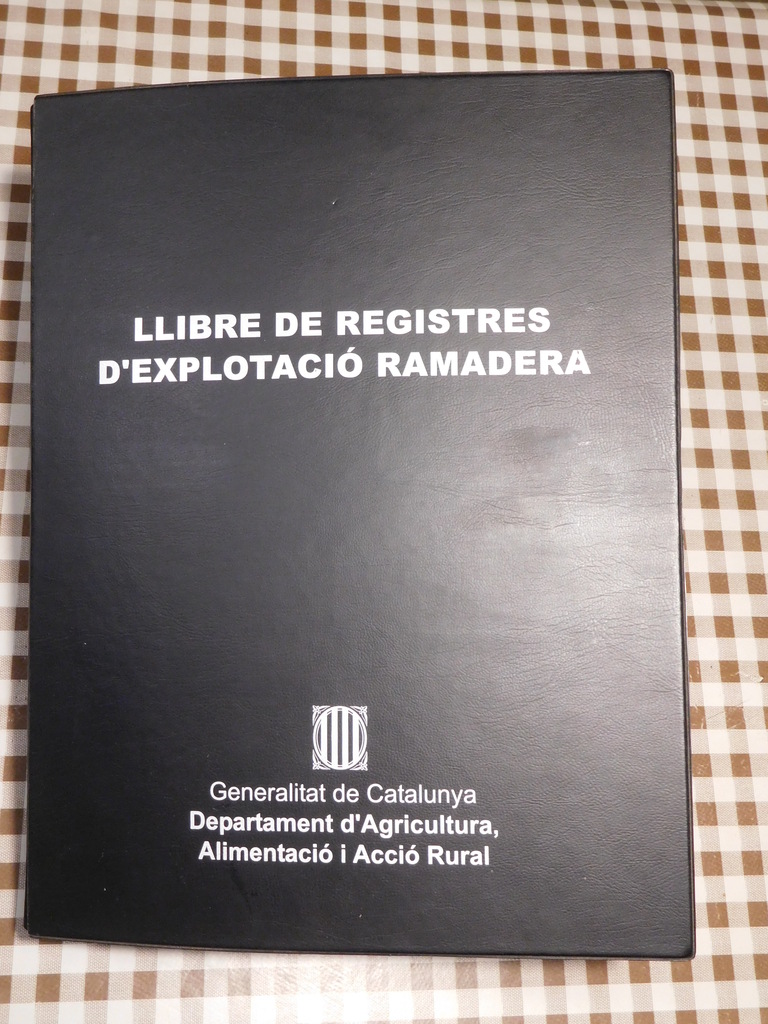 LLIBRE DE REGISTRES
D'EXPLOTACIÓ RAMADERA
Generalitat de Catalunya
Departament d'Agricultura,
Alimentació i Acció Rural